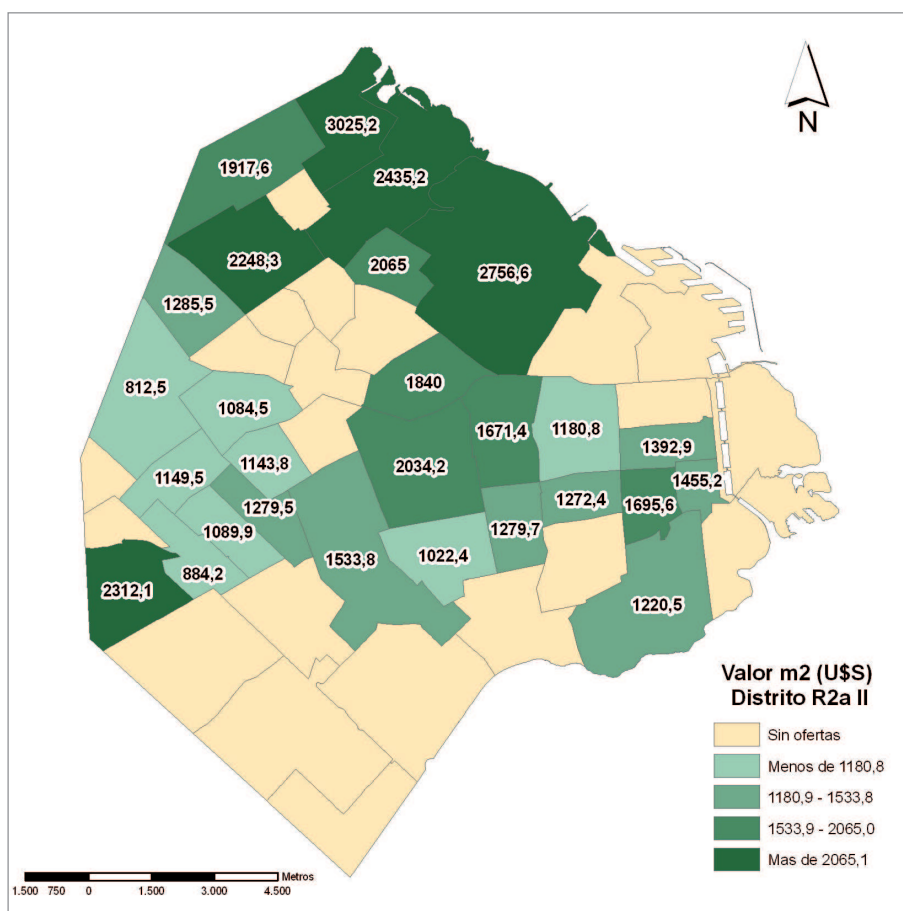 N
3025,2
1917,6
2435,2
2248,3
2065
2756,6
1285,5
812,5
1840
1084,5
1671,4
1180,8
1143,8
1392,9
2034,2
1149,5
1455,2
1279,5
1272,4
1695,6
1089,9
1279,7
1533,8
1022,4
884,2
2312,1
1220,5
Valor m2 (U$S)
Distrito R2a II
Sin ofertas
Menos de 1180,8
1180,9 - 1533,8
1533,9 - 2065,0
Mas de 2065,1
Metros
1.500 750 0 1.500 3.000 4.500